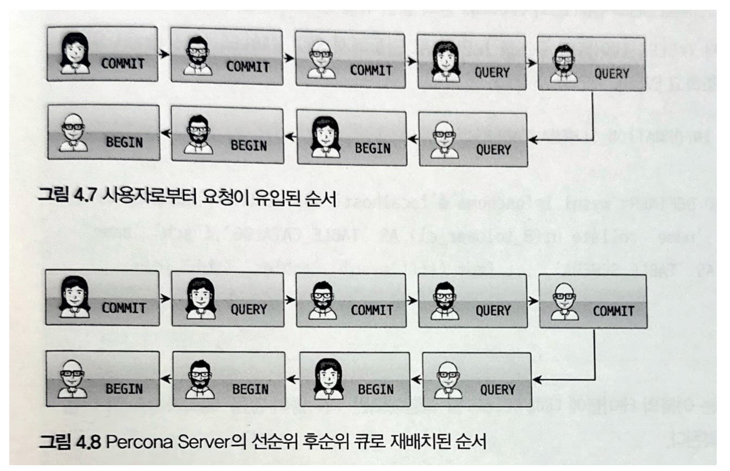 COMMIT COMMIT COMMIT QUERY QUERY
BEGIN BEGIN BEGIN QUERY
그림 4.7 사용자로부터 요청이 유입된 순서
COMMIT QUERY COMMIT QUERY COMMIT
BEGIN BEGIN BEGIN QUERY
그림 4.8 Percona Server의 선순위 후순위 큐로 재배치된 순서